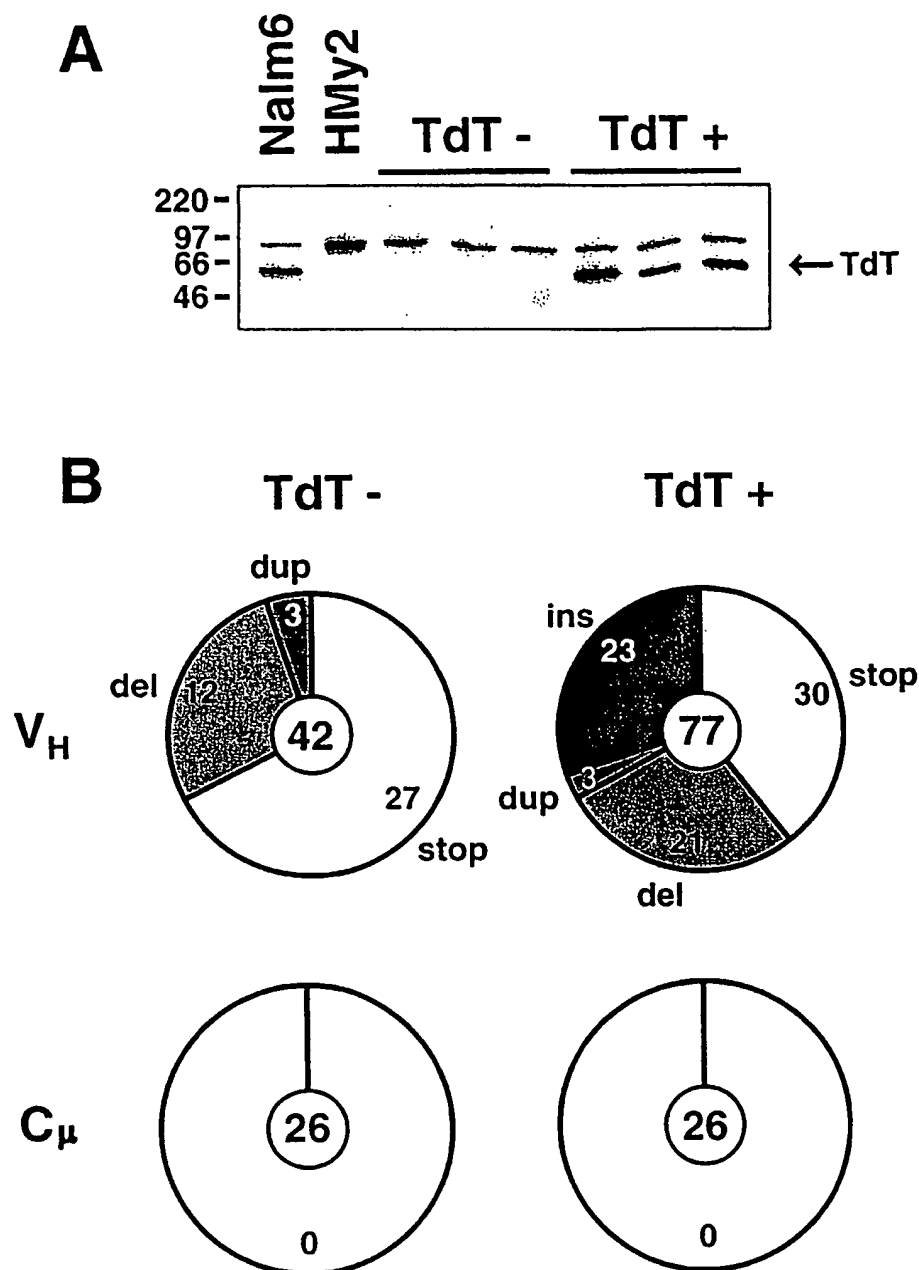 A
Nalm6
HMy2
TdT -
TdT +
220
97
66
46
←TdT
B
TdT -
TdT +
VH
dup
3
del
12
42
27
stop
ins
23
30
stop
77
dup
3
21
del
Cμ
26
0
26
0